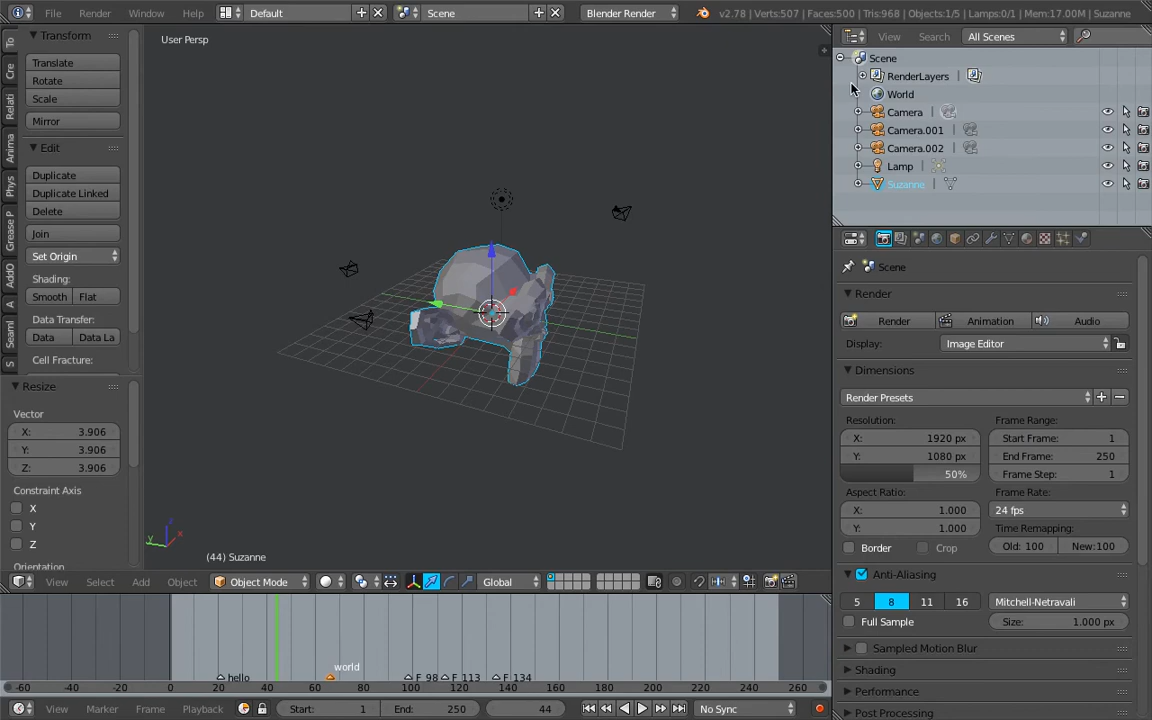 File Render Window Help Default Scene Blender Render v2.78 | Verts:507 | Faces:500 | Tris:968 | Objects:1/5 | Lamps:0/1 | Mem:17.00M | Suzanne
View Search All Scenes
Scene
RenderLayers
World
Camera
Camera.001
Camera.002
Lamp
Suzanne
To
Cre
Relati
Anima
Phys
Grease P
AddO
A
Seaml
S
Transform
Translate
Rotate
Scale
Mirror
Edit
Duplicate
Duplicate Linked
Delete
Join
Set Origin
Shading:
Smooth Flat
Data Transfer:
Data Data La
Cell Fracture:
Resize
Vector
X: 3.906
Y: 3.906
Z: 3.906
Constraint Axis
X
Y
Z
User Persp
z
y x
(44) Suzanne
View Select Add Object Object Mode Global
Scene
Render
Render Animation Audio
Display: Image Editor
Dimensions
Render Presets
Resolution: Frame Range:
X: 1920 px Start Frame: 1
Y: 1080 px End Frame: 250
50% Frame Step: 1
Aspect Ratio: Frame Rate:
X: 1.000 24 fps
Y: 1.000 Time Remapping:
Border Crop Old: 100 New:100
Anti-Aliasing
5 8 11 16 Mitchell-Netravali
Full Sample Size: 1.000 px
Sampled Motion Blur
Shading
Performance
Post Processing
world
hello F_98 F_113 F_134
-60 -40 -20 0 20 40 60 80 100 120 140 160 180 200 220 240 260
View Marker Frame Playback Start: 1 End: 250 44 No Sync